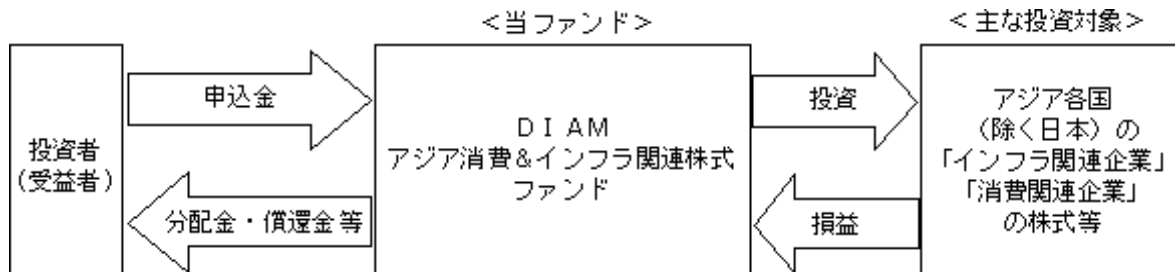 ＜当ファンド＞
＜主な投資対象＞
投資者
（受益者）
申込金
分配金・償還金等
ＤＩＡＭ
アジア消費＆インフラ関連株式
ファンド
投資
損益
アジア各国
（除く日本）の
「インフラ関連企業」
「消費関連企業」
の株式等